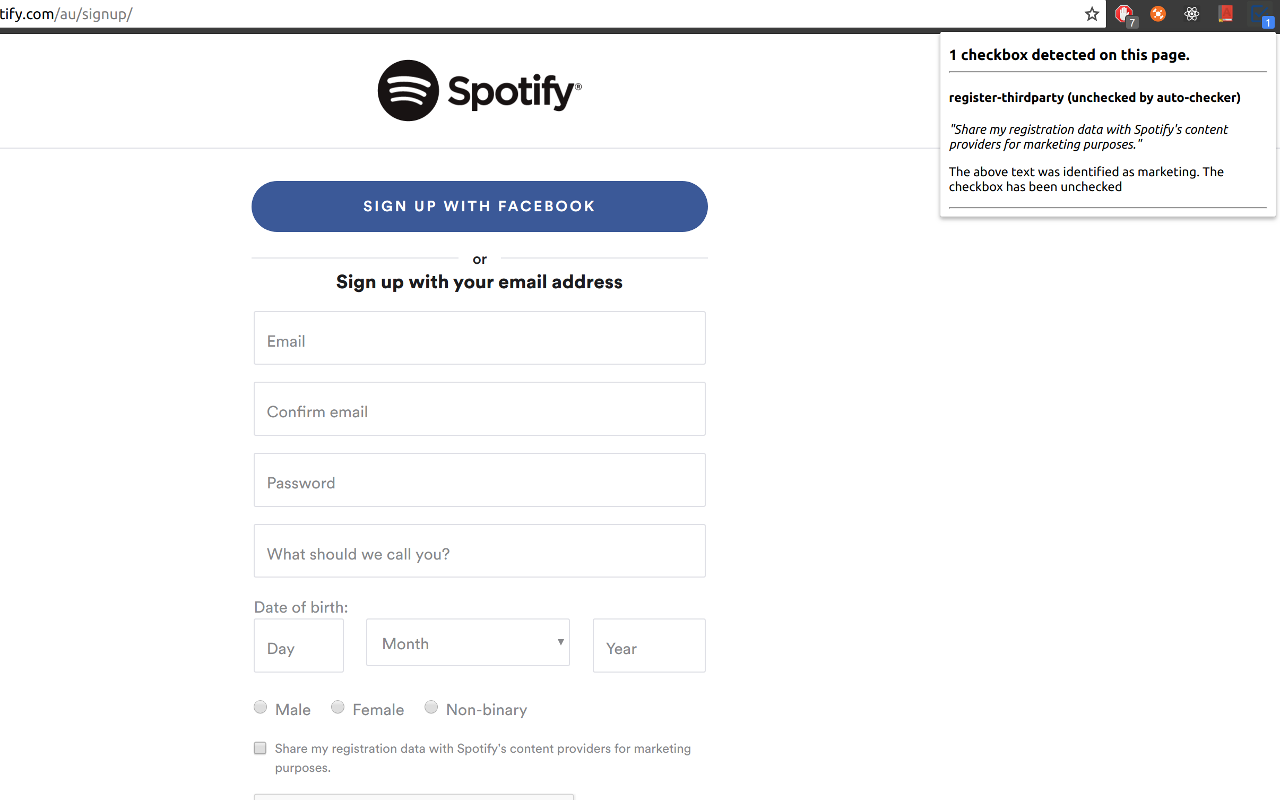 tify.com/au/signup/
7
1
1 checkbox detected on this page.
register-thirdparty (unchecked by auto-checker)
"Share my registration data with Spotify's content
providers for marketing purposes."
The above text was identified as marketing. The
checkbox has been unchecked
Spotify®
SIGN UP WITH FACEBOOK
or
Sign up with your email address
Email
Confirm email
Password
What should we call you?
Date of birth:
Day
Month
Year
Male
Female
Non-binary
Share my registration data with Spotify's content providers for marketing
purposes.